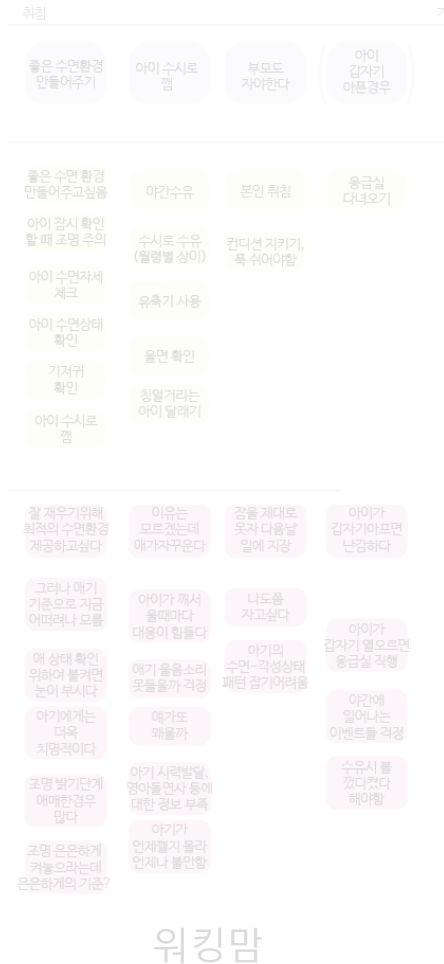 취침
좋은 수면환경
만들어주기
아이 수시로
깸
부모도
자야한다
아이
갑자기
아픈경우
좋은 수면 환경
만들어주고싶음
아이 잠시 확인
할 때 조명 주의
아이 수면자세
체크
아이 수면상태
확인
기저귀
확인
아이 수시로
깸
야간수유
수시로 수유
(월령별 상이)
유축기 사용
울면 확인
칭얼거리는
아이 달래기
본인 취침
컨디션 지키기,
푹 쉬어야함
응급실
다녀오기
잘 재우기위해
최적의 수면환경
제공하고싶다
그러나 애기
기준으로 지금
어떠려나 모름
애 상태 확인
위하여 불켜면
눈이 부시다
아기에게는
더욱
치명적이다
조명 밝기단계
애매한경우
많다
조명 은은하게
켜놓으라는데
은은하게의 기준?
이유는
모르겠는데
애가자꾸운다
아이가 깨서
울때마다
대응이 힘들다
애기 울음소리
못들을까 걱정
얘가또
왜울까
아기 시력발달,
영아돌연사 등에
대한 정보 부족
아기가
언제깰지 몰라
언제나 불안함
잠을 제대로
못자 다음날
일에 지장
나도좀
자고싶다
아기의
수면-각성상태
패턴 잡기어려움
아이가
갑자기아프면
난감하다
아이가
갑자기 열오르면
응급실 직행
야간에
일어나는
이벤트들 걱정
수유시 불
껐다켰다
해야함
워킹맘